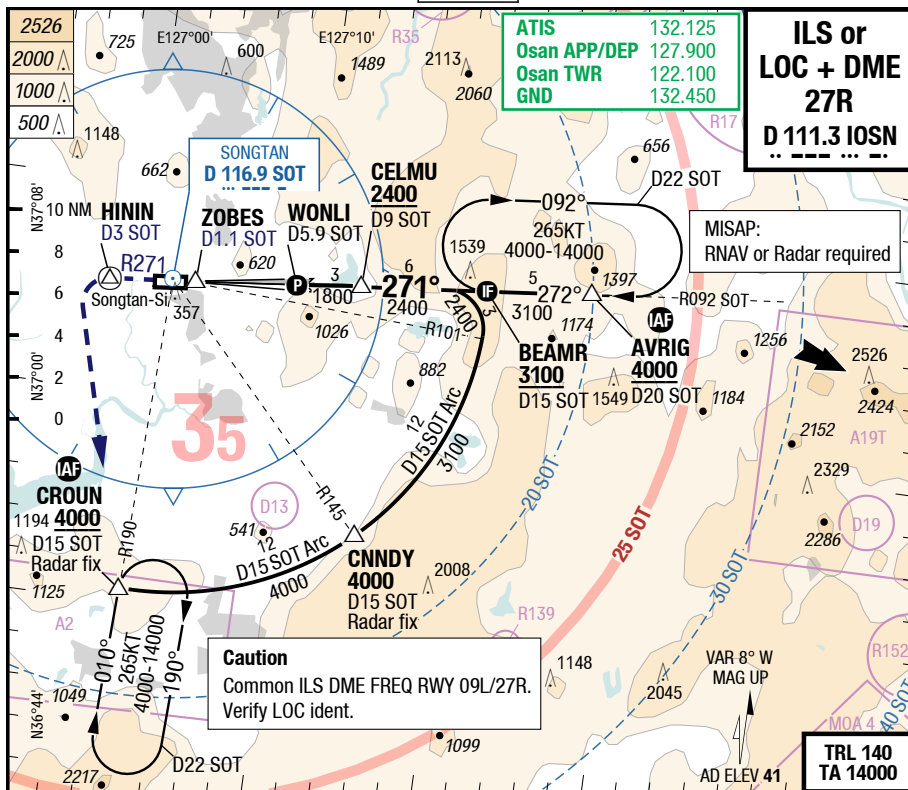 2526
2000
1000
500
725
E127°00'
600
E127°10'
1489
R35
2113
2060
ATIS 132.125
Osan APP/DEP 127.900
Osan TWR 122.100
GND 132.450
ILS or
LOC + DME
27R
D 111.3 IOSN
R17
1148
662
SONGTAN
D 116.9 SOT
CELMU
2400
D9 SOT
656
D22 SOT
N37°08'
10 NM
HININ
D3 SOT
ZOBES
D1.1 SOT
WONLI
D5.9 SOT
092°
265KT
4000-14000
MISAP:
RNAV or Radar required
8
R271
620
1539
1397
6
Songtan-Si
357
P
3
1800
6
271°
2400
2400
3
IF
5
272°
3100
R092 SOT
4
1026
R101
1174
IAF
BEAMR
3100
D15 SOT
AVRIG
4000
D20 SOT
1256
N37°00'
2
882
1549
1184
2526
2424
0
35
12
D15 SOT Arc
3100
2152
A19T
IAF
CROUN
4000
D15 SOT
Radar fix
1194
R190
R145
D13
541
20 SOT
25 SOT
2329
D19
2286
12
D15 SOT Arc
4000
CNNDY
4000
D15 SOT
Radar fix
2008
30 SOT
1125
A2
R139
010°
265KT
4000-14000
190°
Caution
Common ILS DME FREQ RWY 09L/27R.
Verify LOC ident.
1148
2045
VAR 8° W
MAG UP
R152
N36°44'
1049
D22 SOT
1099
MOA 4
40 SOT
2217
AD ELEV 41
TRL 140
TA 14000